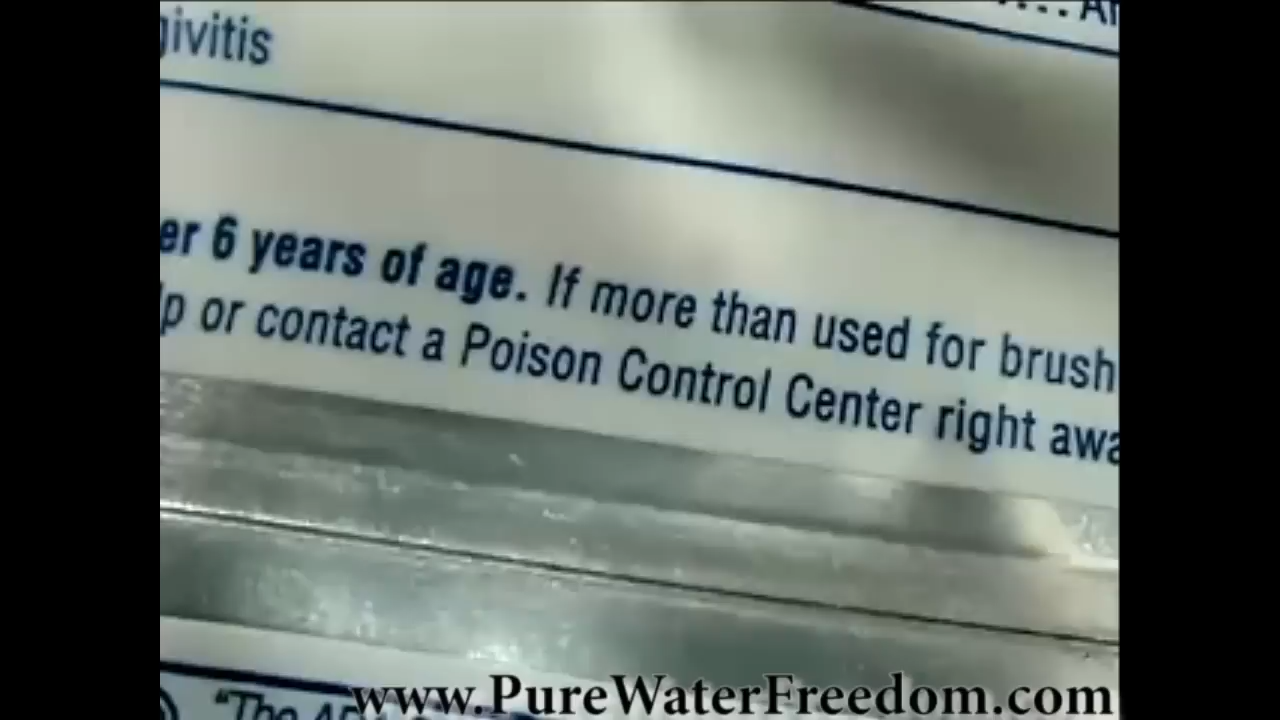 givitis
er 6 years of age. If more than used for brush
p or contact a Poison Control Center right awa
"The
www.PureWaterFreedom.com